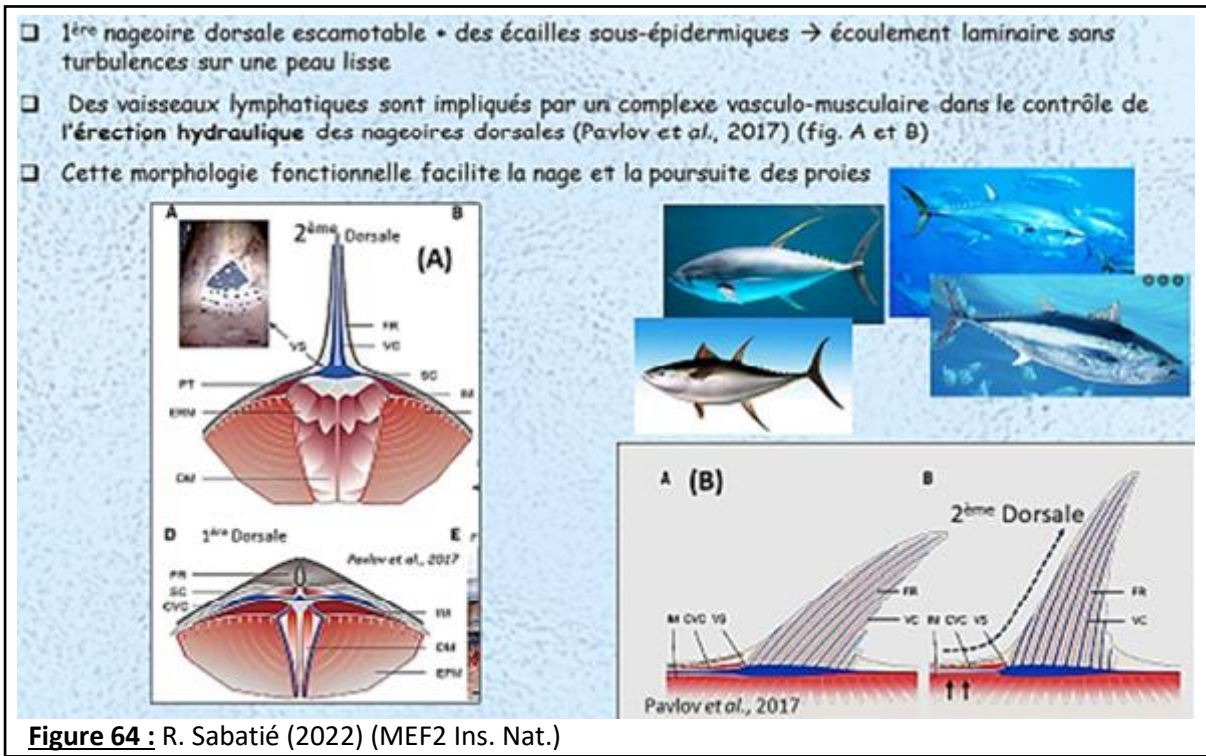 ❑ 1ère nageoire dorsale escamotable + des écailles sous-épidermiques → écoulement laminaire sans
turbulences sur une peau lisse
❑ Des vaisseaux lymphatiques sont impliqués par un complexe vasculo-musculaire dans le contrôle de
l'érection hydraulique des nageoires dorsales (Pavlov et al., 2017) (fig. A et B)
❑ Cette morphologie fonctionnelle facilite la nage et la poursuite des proies
A
B
2ème Dorsale
(A)
FR
VC
VS
SC
PT
IM
ERM
DM
D 1ère Dorsale
E
Pavlov et al., 2017
FR
SC
CVC
IM
DM
A (B)
B
2ème Dorsale
FR
FR
IM CVC VS
VC
IM CVC VS
VC
Pavlov et al., 2017
Figure 64 : R. Sabatié (2022) (MEF2 Ins. Nat.)